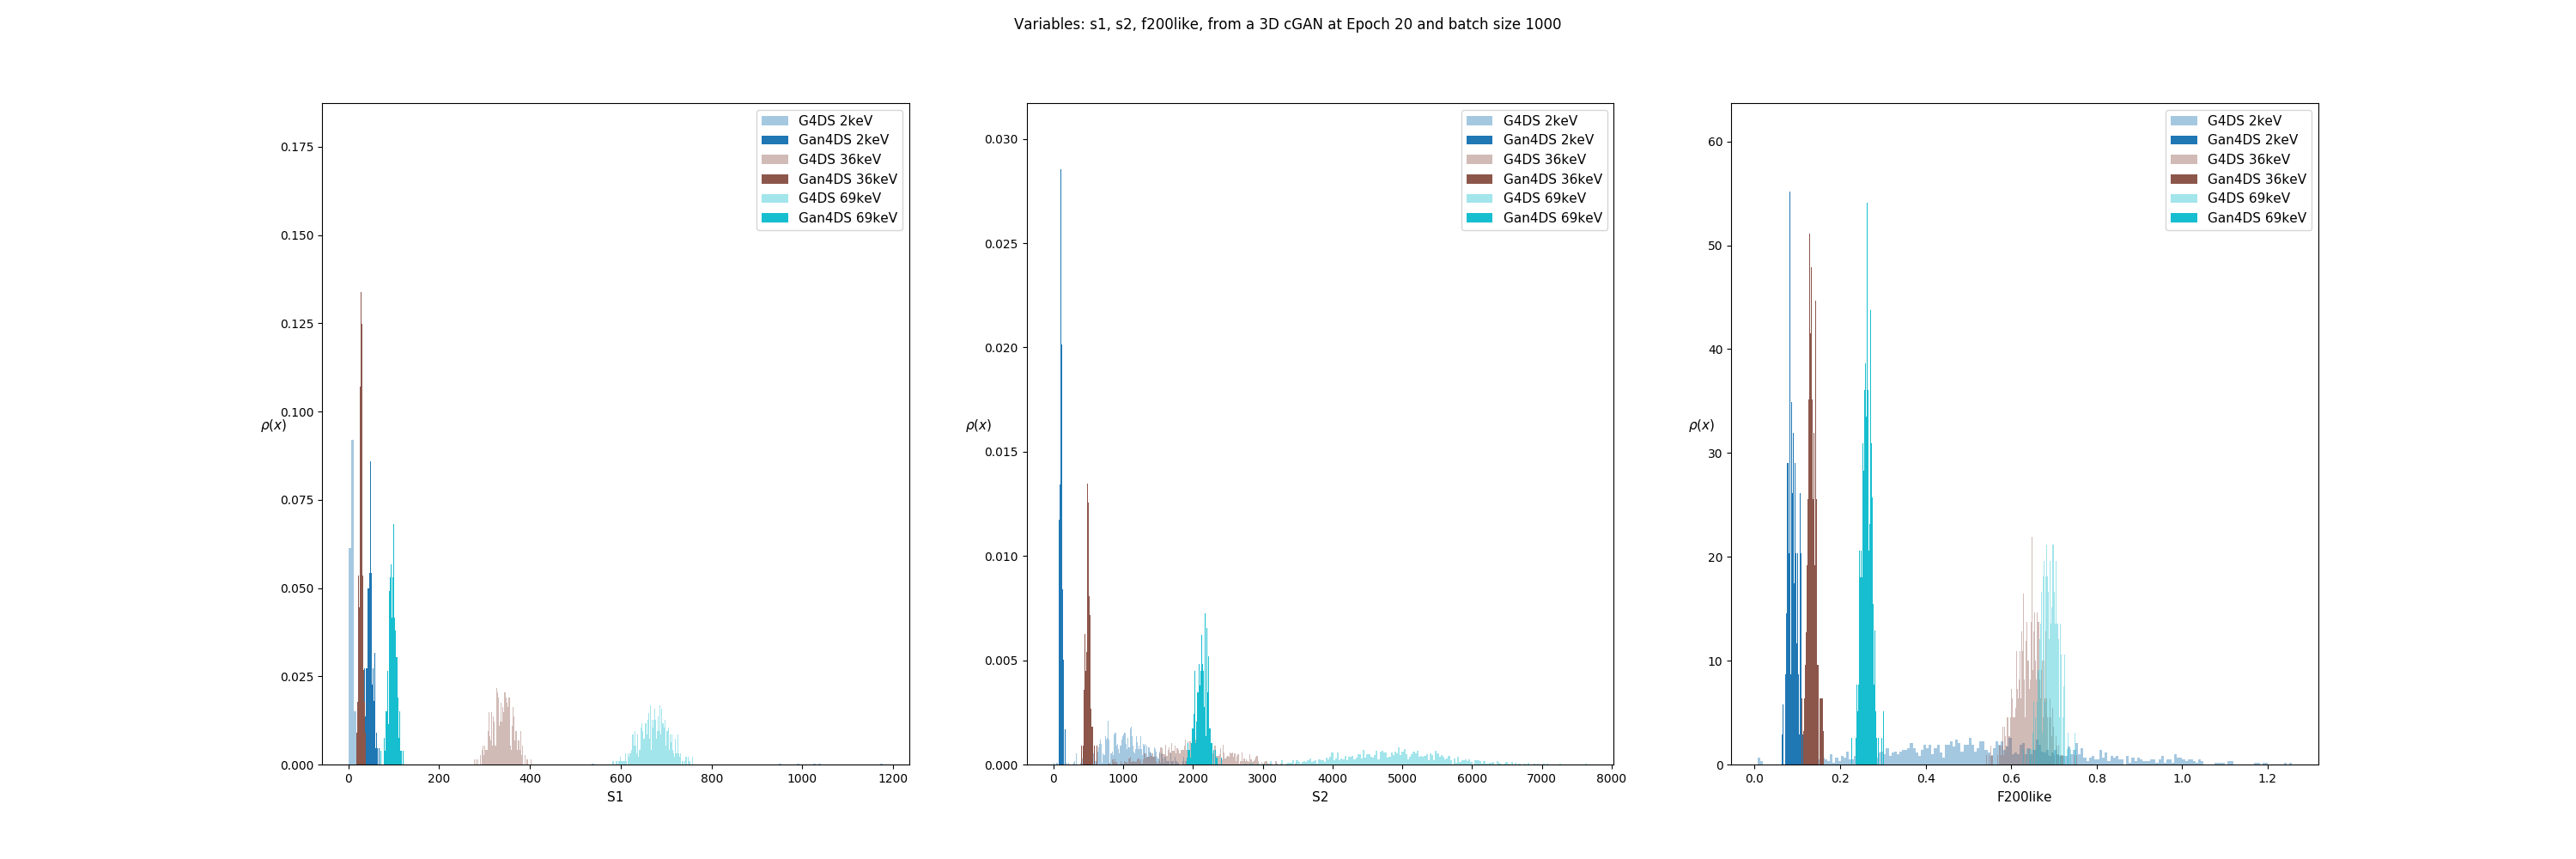 Variables: s1, s2, f200like, from a 3D cGAN at Epoch 20 and batch size 1000
0.175
0.150
0.125
0.100
0.075
0.050
0.025
0.000
ρ(x)
0
200
400
600
800
1000
1200
S1
G4DS 2keV
Gan4DS 2keV
G4DS 36keV
Gan4DS 36keV
G4DS 69keV
Gan4DS 69keV
0.030
0.025
0.020
0.015
0.010
0.005
0.000
ρ(x)
0
1000
2000
3000
4000
5000
6000
7000
8000
S2
G4DS 2keV
Gan4DS 2keV
G4DS 36keV
Gan4DS 36keV
G4DS 69keV
Gan4DS 69keV
60
50
40
30
20
10
0
ρ(x)
0.0
0.2
0.4
0.6
0.8
1.0
1.2
F200like
G4DS 2keV
Gan4DS 2keV
G4DS 36keV
Gan4DS 36keV
G4DS 69keV
Gan4DS 69keV